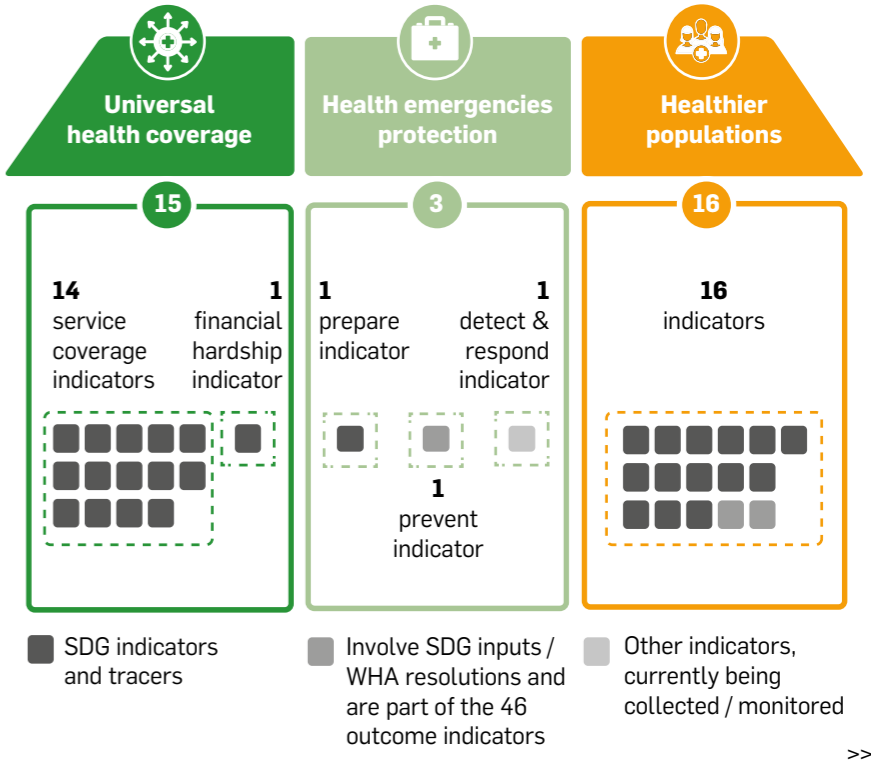 Universal
health coverage
Health emergencies
protection
Healthier
populations
15
3
16
14
service
coverage
indicators
1
financial
hardship
indicator
1
prepare
indicator
1
detect &
respond
indicator
1
prevent
indicator
16
indicators
SDG indicators
and tracers
Involve SDG inputs /
WHA resolutions and
are part of the 46
outcome indicators
Other indicators,
currently being
collected / monitored
>>